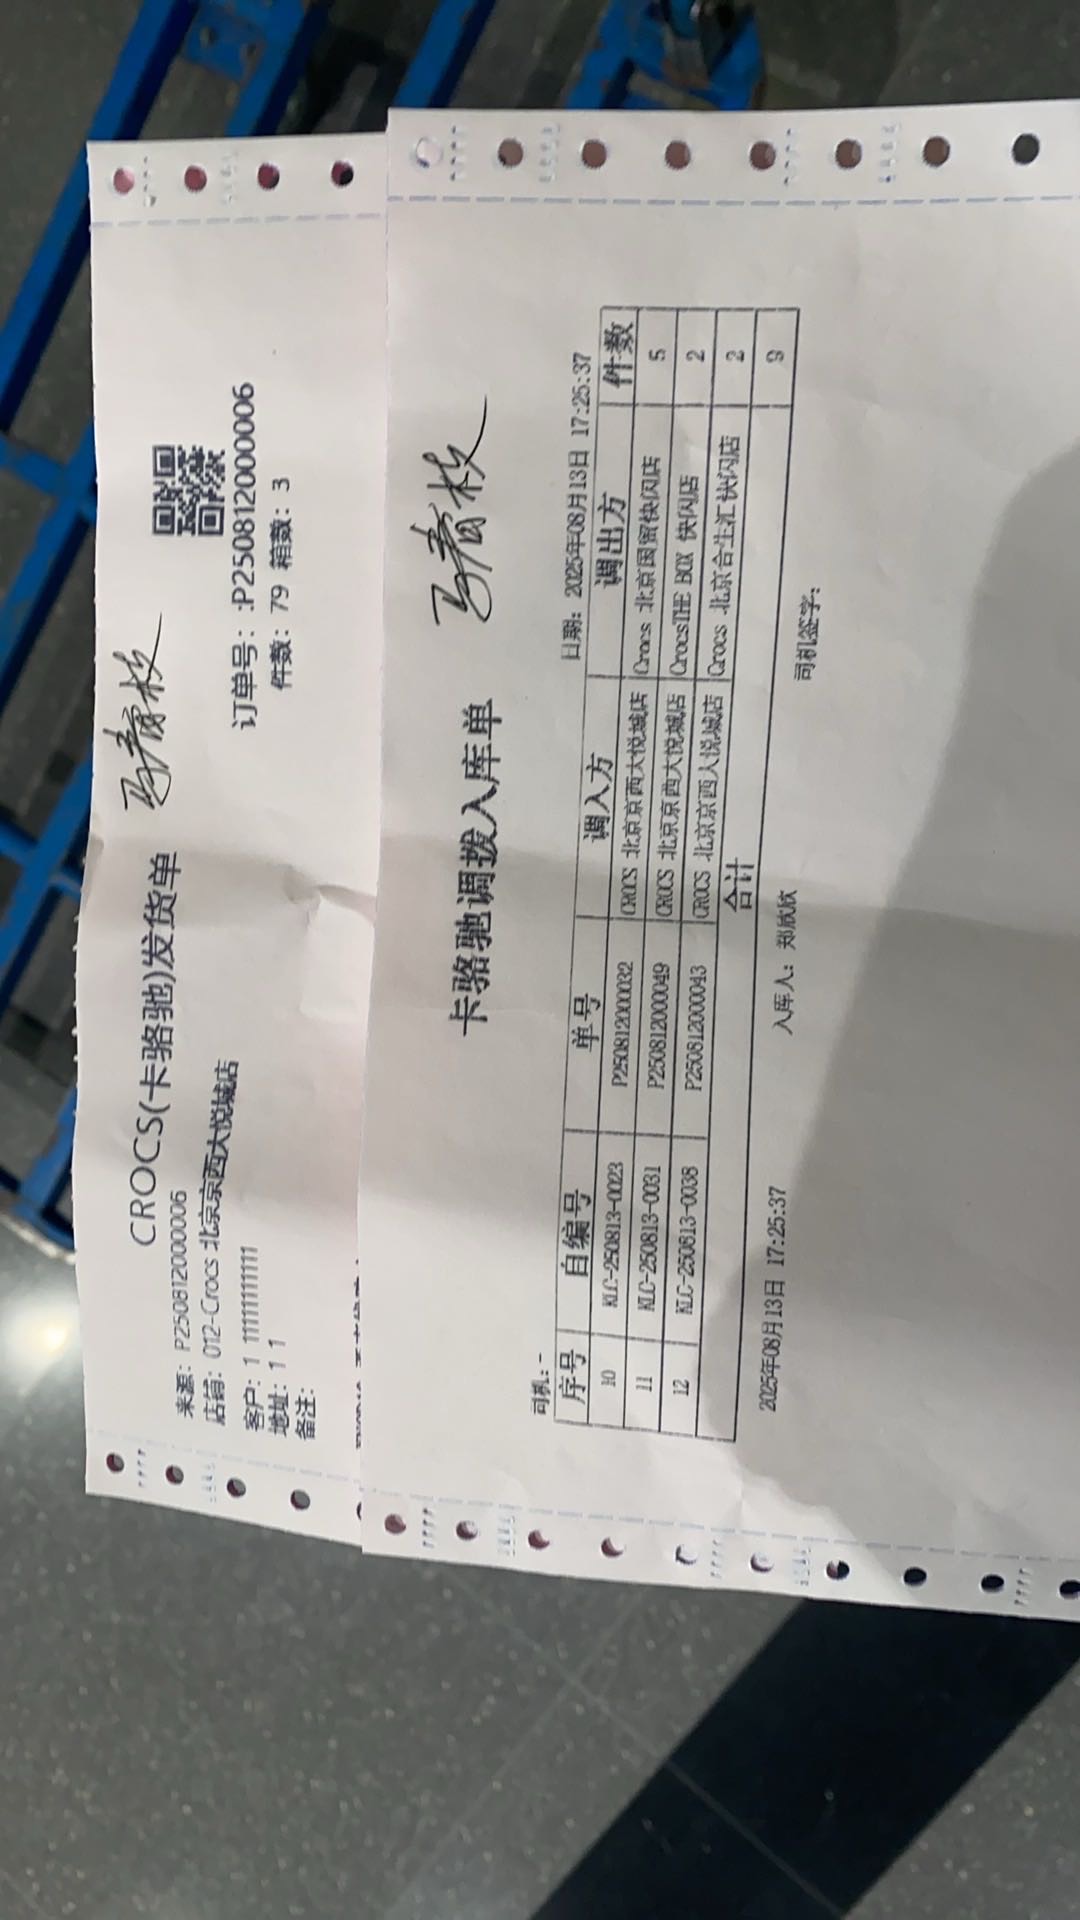 CROCS(卡骆驰)发货单
来源：P250812000006
店铺：012-Crocs 北京京西大悦城店
订单号：:P250812000006
客户：1 11111111111
件数：79 箱数：3
地址：1 1
备注：
卡骆驰调拨入库单
司机：-
日期：2025年08月13日 17:25:37
序号 自编号 单号 调入方 调出方 件数
10 KLC-250813-0023 P250812000032 CROCS 北京京西大悦城店 Crocs 北京国贸快闪店 5
11 KLC-250813-0031 P250812000049 CROCS 北京京西大悦城店 CrocsTHE BOX 快闪店 2
12 KLC-250813-0038 P250812000043 CROCS 北京京西大悦城店 Crocs 北京合生汇快闪店 2
合计 9
2025年08月13日 17:25:37 入库人：郑欣欣 司机签字：